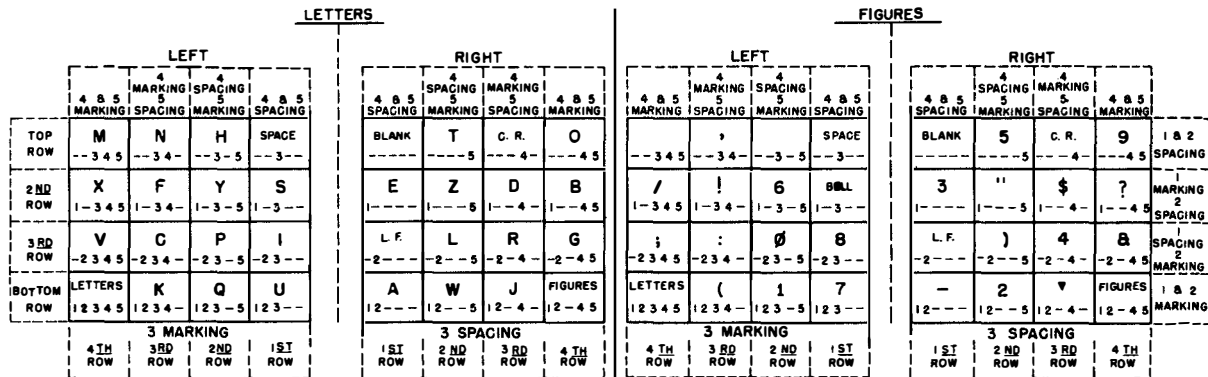 LETTERS FIGURES
LEFT RIGHT LEFT RIGHT
4 4 4 4 4 4 4 4
MARKING SPACING SPACING MARKING MARKING SPACING SPACING MARKING
4 & 5 5 5 4 & 5 4 & 5 5 5 4 & 5 4 & 5 5 5 4 & 5 4 & 5 5 5 4 & 5
MARKING SPACING MARKING SPACING SPACING MARKING SPACING MARKING MARKING SPACING MARKING SPACING SPACING MARKING SPACING MARKING
TOP ROW M N H SPACE BLANK T C. R. O , SPACE BLANK 5 C. R. 9 1 & 2 SPACING
--345 --34- --3-5 --3-- ----- ----5 ---4- ---45 --345 --34- --3-5 --3-- ----- ----5 ---4- ---45
2ND ROW X F Y S E Z D B / ! 6 BELL 3 " $ ? 1 MARKING 2 SPACING
1-345 1-34- 1-3-5 1-3-- 1---- 1---5 1--4- 1--45 1-345 1-34- 1-3-5 1-3-- 1---- 1---5 1--4- 1--45
3RD ROW V C P I L.F. L R G ; : Ø 8 L.F. ) 4 & 1 SPACING 2 MARKING
-2345 -234- -23-5 -23-- -2--- -2--5 -2-4- -2-45 -2345 -234- -23-5 -23-- -2--- -2--5 -2-4- -2-45
BOTTOM ROW LETTERS K Q U A W J FIGURES LETTERS ( 1 7 – 2 ' FIGURES 1 & 2 MARKING
12345 1234- 123-5 123-- 12--- 12--5 12-4- 12-45 12345 1234- 123-5 123-- 12--- 12--5 12-4- 12-45
3 MARKING 3 SPACING 3 MARKING 3 SPACING
4TH 3RD 2ND 1ST 1ST 2ND 3RD 4TH 4TH 3RD 2ND 1ST 1ST 2ND 3RD 4TH
ROW ROW ROW ROW ROW ROW ROW ROW ROW ROW ROW ROW ROW ROW ROW ROW